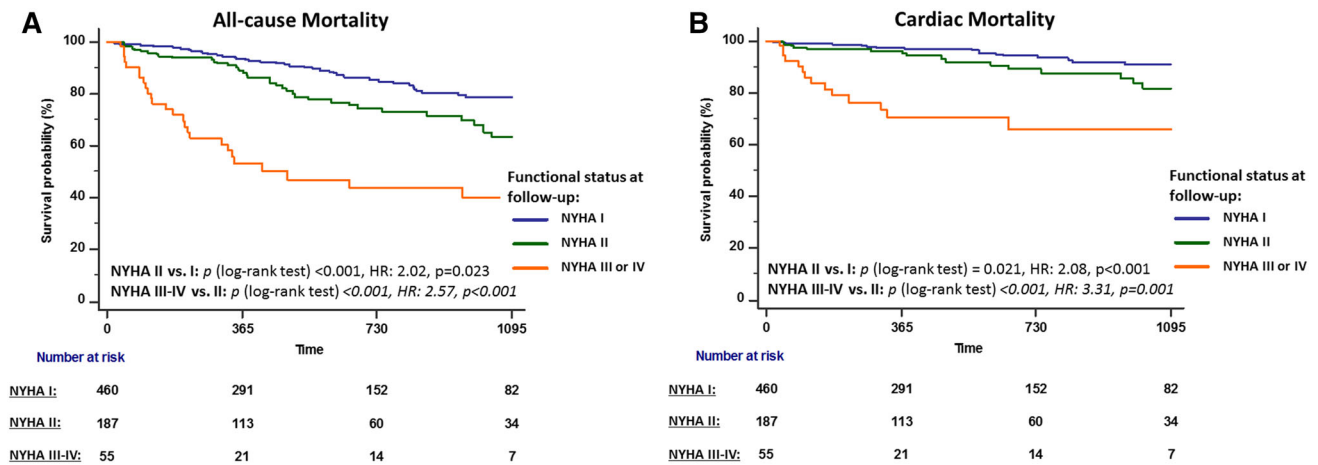 A
All-cause Mortality
100
80
60
40
20
0
Survival probability (%)
Functional status at
follow-up:
NYHA I
NYHA II
NYHA III or IV
NYHA II vs. I: p (log-rank test) <0.001, HR: 2.02, p=0.023
NYHA III-IV vs. II: p (log-rank test) <0.001, HR: 2.57, p<0.001
0 365 730 1095
Time
Number at risk
NYHA I: 460 291 152 82
NYHA II: 187 113 60 34
NYHA III-IV: 55 21 14 7
B
Cardiac Mortality
100
80
60
40
20
0
Survival probability (%)
Functional status at
follow-up:
NYHA I
NYHA II
NYHA III or IV
NYHA II vs. I: p (log-rank test) = 0.021, HR: 2.08, p<0.001
NYHA III-IV vs. II: p (log-rank test) <0.001, HR: 3.31, p=0.001
0 365 730 1095
Time
Number at risk
NYHA I: 460 291 152 82
NYHA II: 187 113 60 34
NYHA III-IV: 55 21 14 7